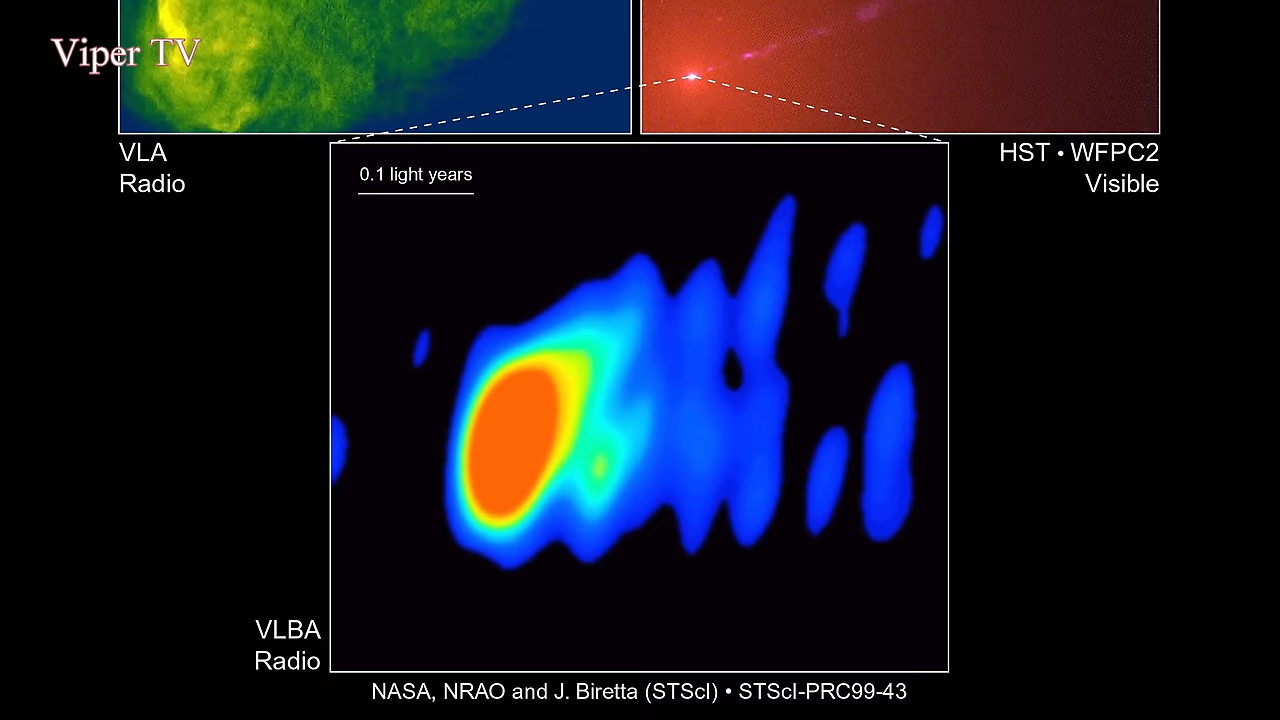 Viper TV
VLA
Radio
HST • WFPC2
Visible
0.1 light years
VLBA
Radio
NASA, NRAO and J. Biretta (STScI) • STScI-PRC99-43